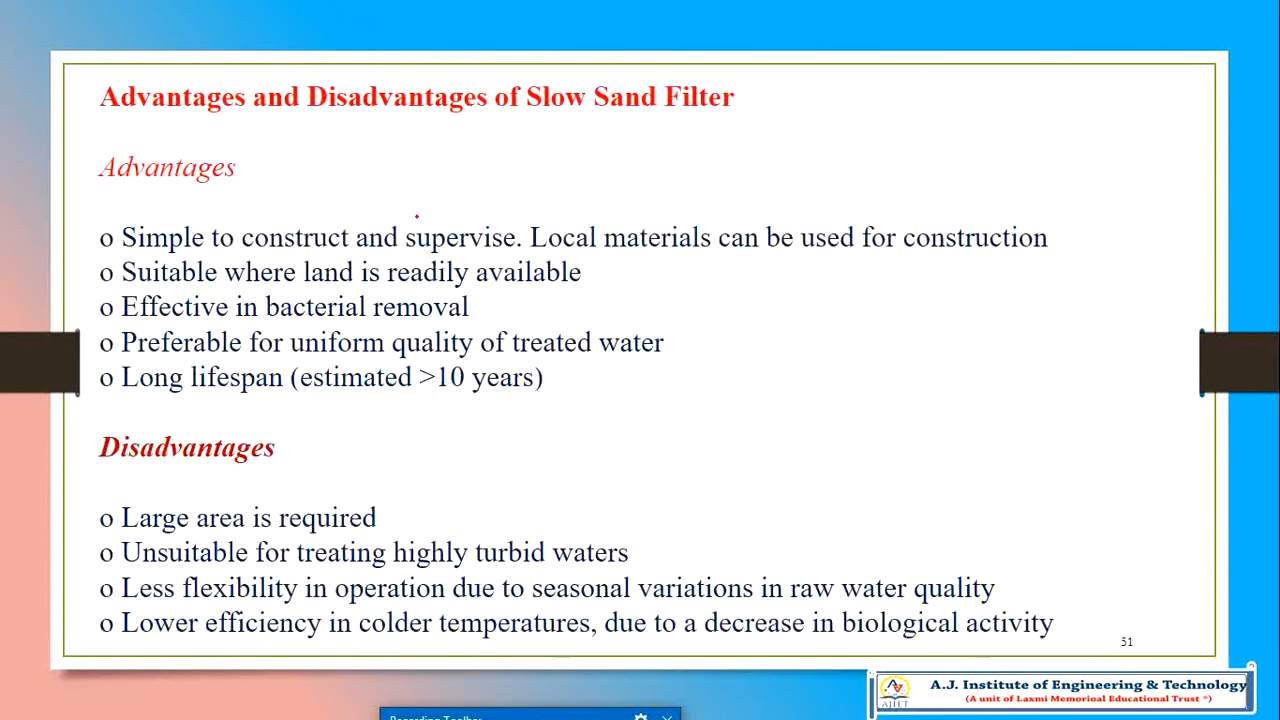 Advantages and Disadvantages of Slow Sand Filter
Advantages
o Simple to construct and supervise. Local materials can be used for construction
o Suitable where land is readily available
o Effective in bacterial removal
o Preferable for uniform quality of treated water
o Long lifespan (estimated >10 years)
Disadvantages
o Large area is required
o Unsuitable for treating highly turbid waters
o Less flexibility in operation due to seasonal variations in raw water quality
o Lower efficiency in colder temperatures, due to a decrease in biological activity
51
A.J. Institute of Engineering & Technology
(A unit of Laxmi Memorioal Educational Trust ®)
AJIET
Recording Toolbar